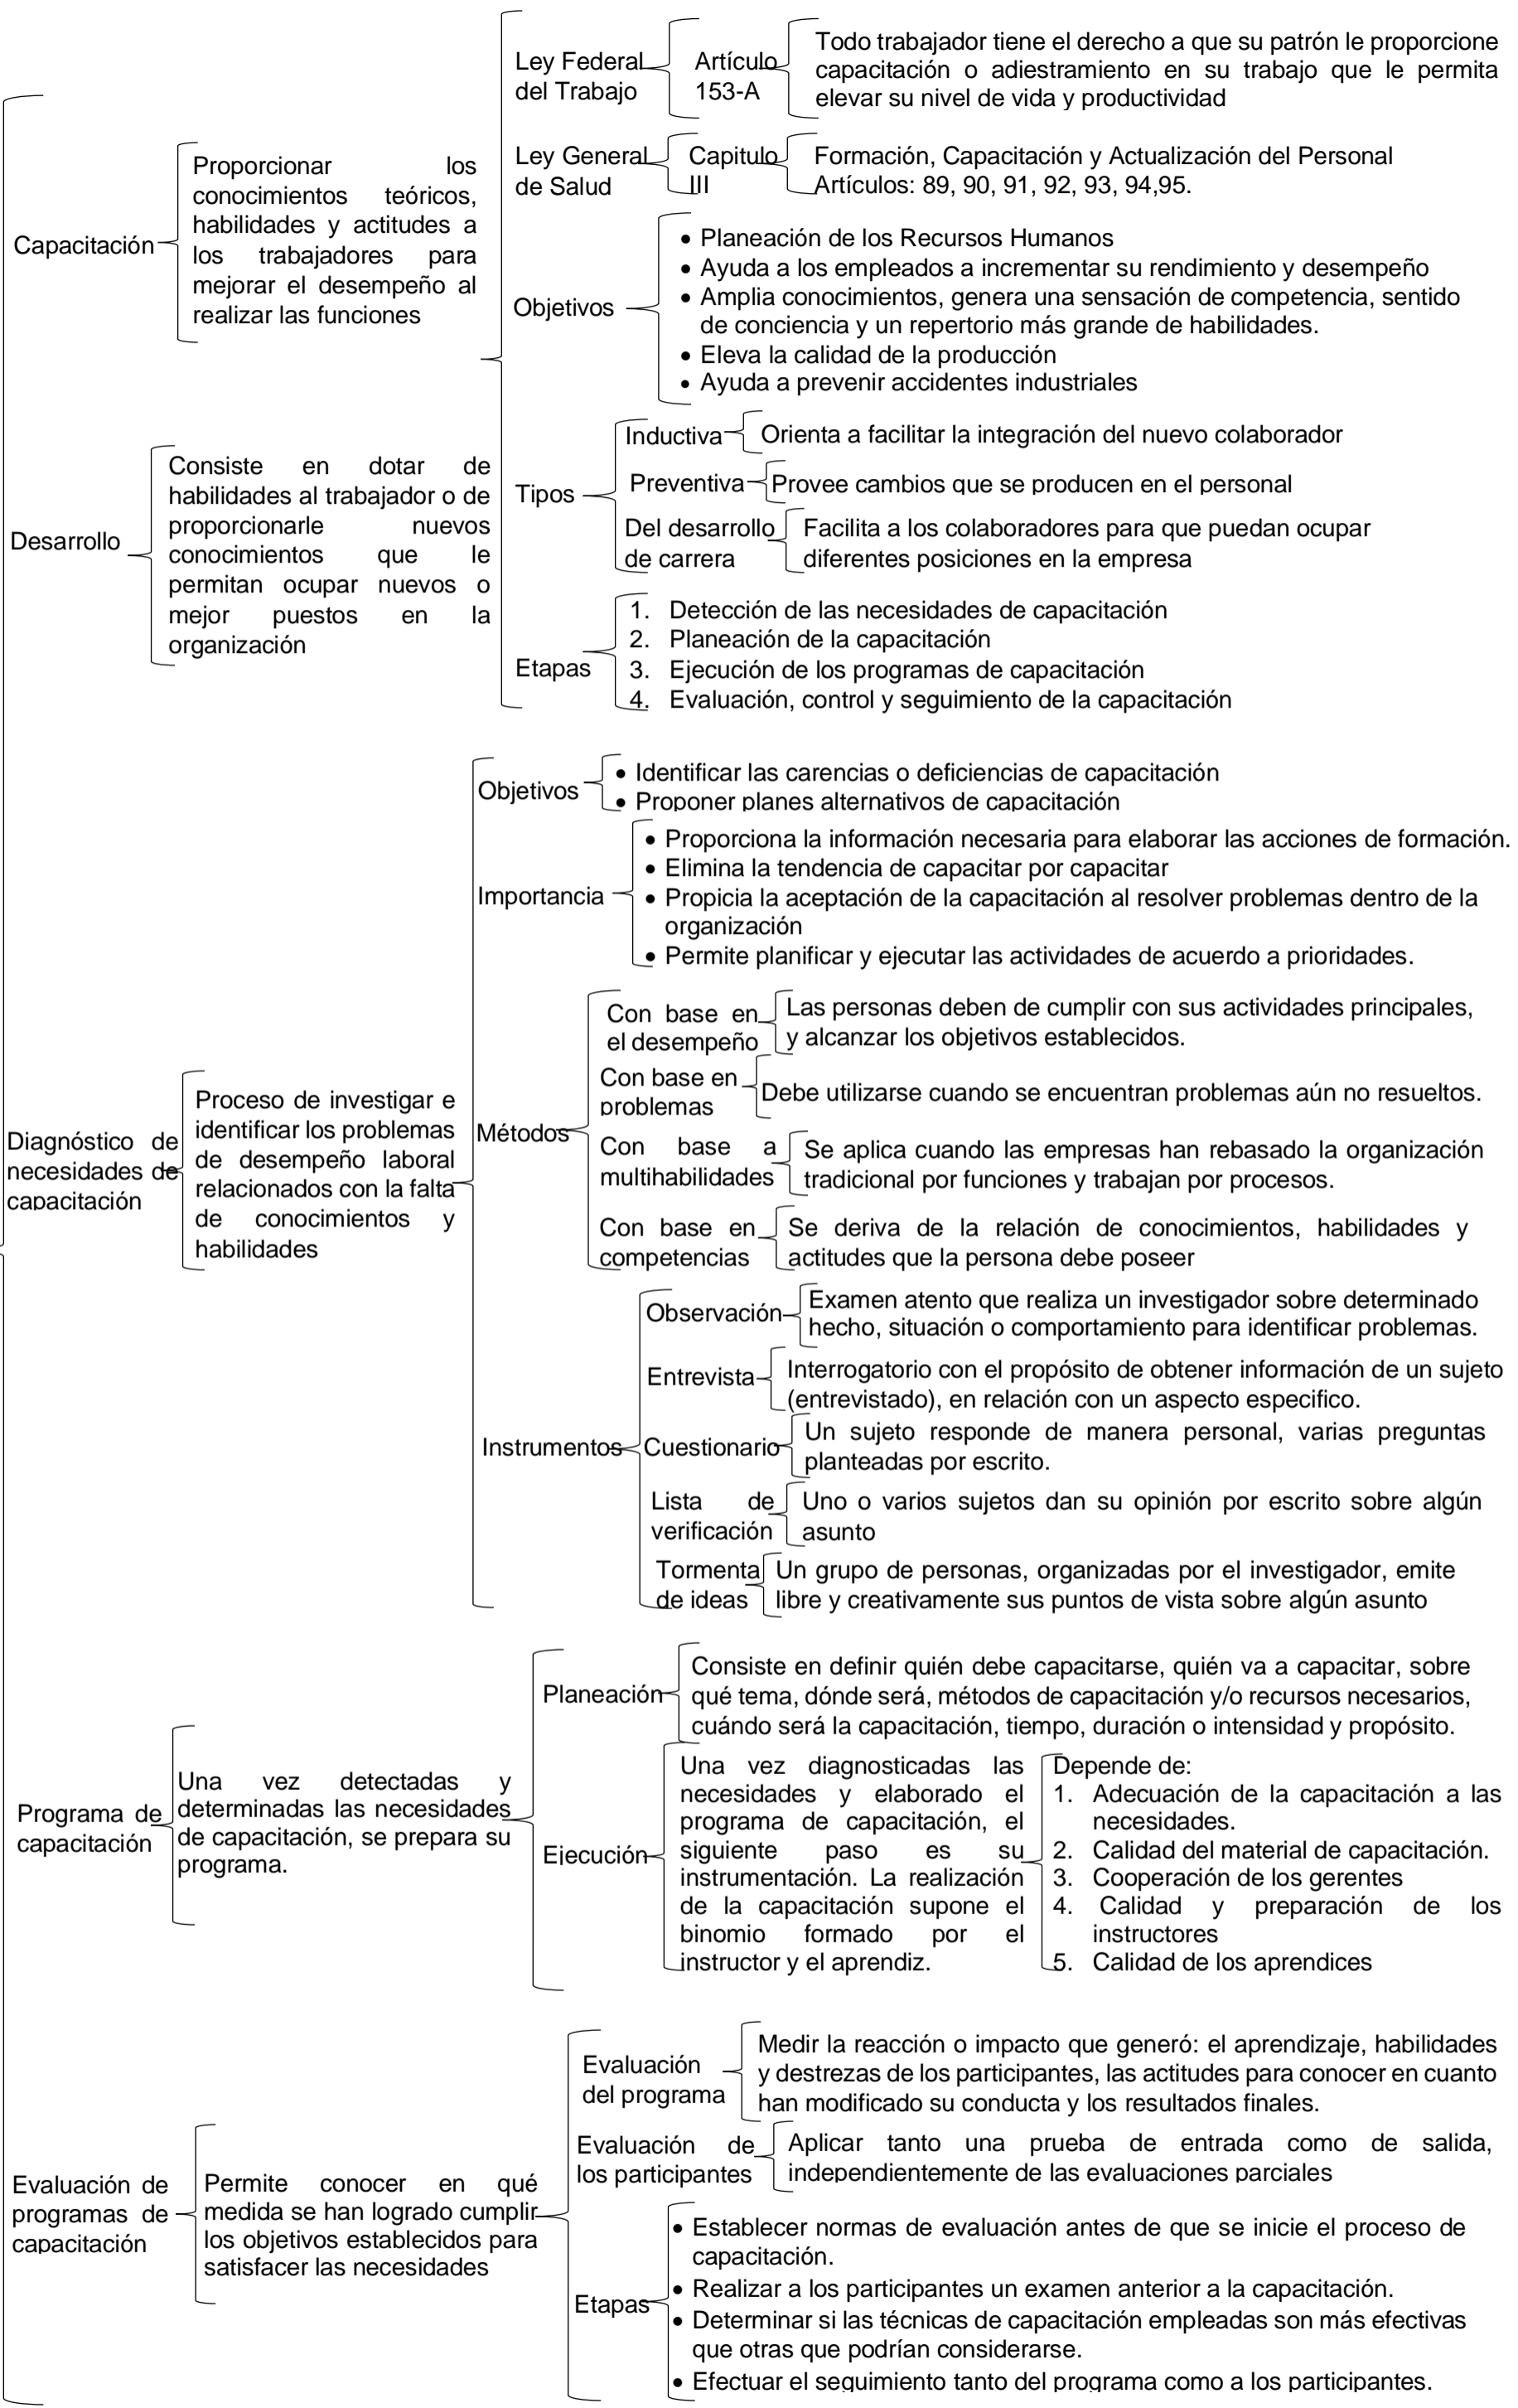 Capacitación
Proporcionar los
conocimientos teóricos,
habilidades y actitudes a
los trabajadores para
mejorar el desempeño al
realizar las funciones
Desarrollo
Consiste en dotar de
habilidades al trabajador o de
proporcionarle nuevos
conocimientos que le
permitan ocupar nuevos o
mejor puestos en la
organización
Ley Federal
del Trabajo
Artículo
153-A
Todo trabajador tiene el derecho a que su patrón le proporcione
capacitación o adiestramiento en su trabajo que le permita
elevar su nivel de vida y productividad
Ley General
de Salud
Capitulo
III
Formación, Capacitación y Actualización del Personal
Artículos: 89, 90, 91, 92, 93, 94,95.
Objetivos
• Planeación de los Recursos Humanos
• Ayuda a los empleados a incrementar su rendimiento y desempeño
• Amplia conocimientos, genera una sensación de competencia, sentido
de conciencia y un repertorio más grande de habilidades.
• Eleva la calidad de la producción
• Ayuda a prevenir accidentes industriales
Tipos
Inductiva
Orienta a facilitar la integración del nuevo colaborador
Preventiva
Provee cambios que se producen en el personal
Del desarrollo
de carrera
Facilita a los colaboradores para que puedan ocupar
diferentes posiciones en la empresa
Etapas
1. Detección de las necesidades de capacitación
2. Planeación de la capacitación
3. Ejecución de los programas de capacitación
4. Evaluación, control y seguimiento de la capacitación
Diagnóstico de
necesidades de
capacitación
Proceso de investigar e
identificar los problemas
de desempeño laboral
relacionados con la falta
de conocimientos y
habilidades
Objetivos
• Identificar las carencias o deficiencias de capacitación
• Proponer planes alternativos de capacitación
Importancia
• Proporciona la información necesaria para elaborar las acciones de formación.
• Elimina la tendencia de capacitar por capacitar
• Propicia la aceptación de la capacitación al resolver problemas dentro de la
organización
• Permite planificar y ejecutar las actividades de acuerdo a prioridades.
Métodos
Con base en
el desempeño
Las personas deben de cumplir con sus actividades principales,
y alcanzar los objetivos establecidos.
Con base en
problemas
Debe utilizarse cuando se encuentran problemas aún no resueltos.
Con base a
multihabilidades
Se aplica cuando las empresas han rebasado la organización
tradicional por funciones y trabajan por procesos.
Con base en
competencias
Se deriva de la relación de conocimientos, habilidades y
actitudes que la persona debe poseer
Instrumentos
Observación
Examen atento que realiza un investigador sobre determinado
hecho, situación o comportamiento para identificar problemas.
Entrevista
Interrogatorio con el propósito de obtener información de un sujeto
(entrevistado), en relación con un aspecto especifico.
Cuestionario
Un sujeto responde de manera personal, varias preguntas
planteadas por escrito.
Lista de
verificación
Uno o varios sujetos dan su opinión por escrito sobre algún
asunto
Tormenta
de ideas
Un grupo de personas, organizadas por el investigador, emite
libre y creativamente sus puntos de vista sobre algún asunto
Programa de
capacitación
Una vez detectadas y
determinadas las necesidades
de capacitación, se prepara su
programa.
Planeación
Consiste en definir quién debe capacitarse, quién va a capacitar, sobre
qué tema, dónde será, métodos de capacitación y/o recursos necesarios,
cuándo será la capacitación, tiempo, duración o intensidad y propósito.
Ejecución
Una vez diagnosticadas las
necesidades y elaborado el
programa de capacitación, el
siguiente paso es su
instrumentación. La realización
de la capacitación supone el
binomio formado por el
instructor y el aprendiz.
Depende de:
1. Adecuación de la capacitación a las
necesidades.
2. Calidad del material de capacitación.
3. Cooperación de los gerentes
4. Calidad y preparación de los
instructores
5. Calidad de los aprendices
Evaluación de
programas de
capacitación
Permite conocer en qué
medida se han logrado cumplir
los objetivos establecidos para
satisfacer las necesidades
Evaluación
del programa
Medir la reacción o impacto que generó: el aprendizaje, habilidades
y destrezas de los participantes, las actitudes para conocer en cuanto
han modificado su conducta y los resultados finales.
Evaluación de
los participantes
Aplicar tanto una prueba de entrada como de salida,
independientemente de las evaluaciones parciales
Etapas
• Establecer normas de evaluación antes de que se inicie el proceso de
capacitación.
• Realizar a los participantes un examen anterior a la capacitación.
• Determinar si las técnicas de capacitación empleadas son más efectivas
que otras que podrían considerarse.
• Efectuar el seguimiento tanto del programa como a los participantes.